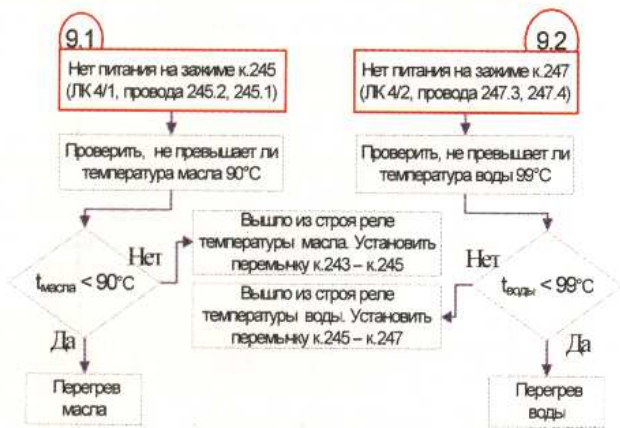 9.1
Нет питания на зажиме к.245
(ЛК 4/1, провода 245.2, 245.1)
Проверить, не превышает ли
температура масла 90°С
tмасла < 90°С
Нет
Да
Перегрев
масла
Вышло из строя реле
температуры масла. Установить
перемычку к.243 – к.245
Вышло из строя реле
температуры воды. Установить
перемычку к.245 – к.247
9.2
Нет питания на зажиме к.247
(ЛК 4/2, провода 247.3, 247.4)
Проверить, не превышает ли
температура воды 99°С
tводы < 99°С
Нет
Да
Перегрев
воды